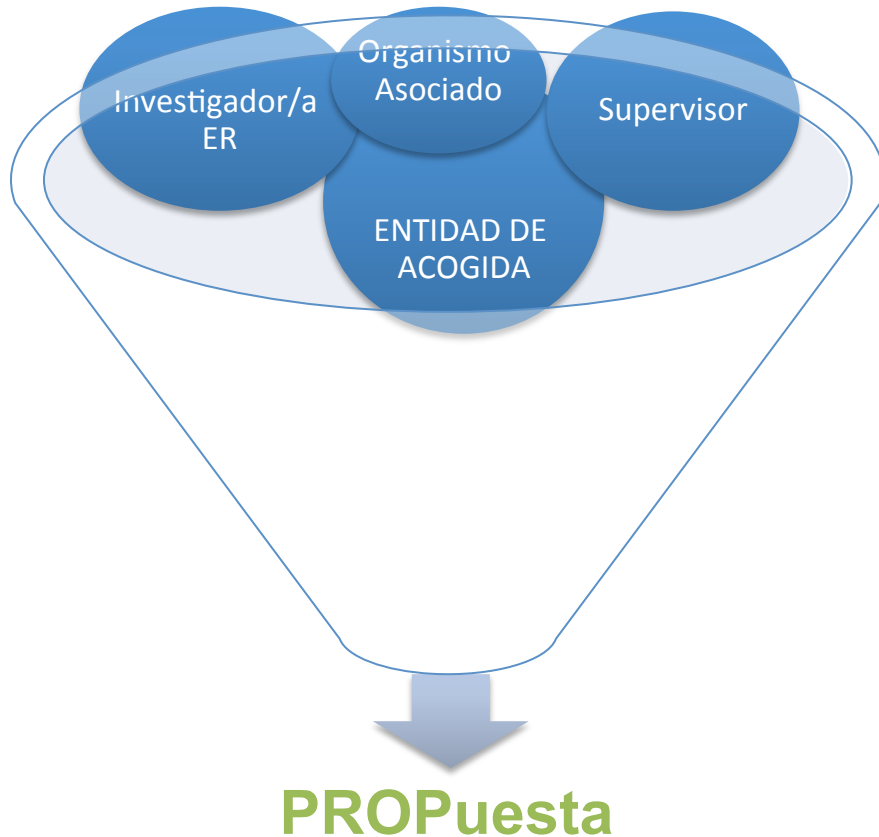 Investigador/a
ER
Organismo
Asociado
Supervisor
ENTIDAD DE
ACOGIDA
PROPuesta